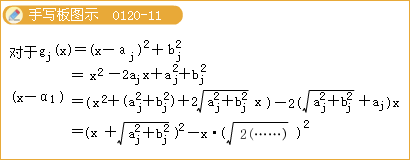 手写板图示 0120-11
对于g_j(x)=(x-a_j)^2+b_j^2
=x^2-2a_jx+a_j^2+b_j^2
(x-α_1) =(x^2+(a_j^2+b_j^2)+2√(a_j^2+b_j^2) x)-2(√(a_j^2+b_j^2)+a_j)x
=(x+√(a_j^2+b_j^2))^2-x·(√(2(……)))^2